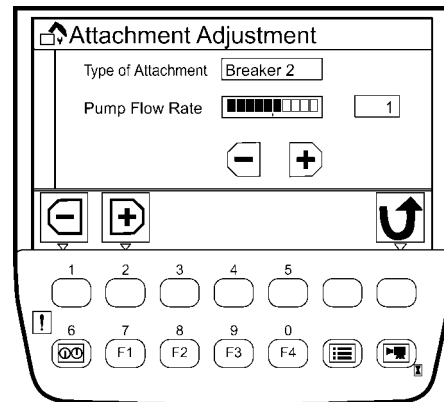 Attachment Adjustment
Type of Attachment Breaker 2
Pump Flow Rate 1
1 2 3 4 5
6 7 8 9 0
F1 F2 F3 F4